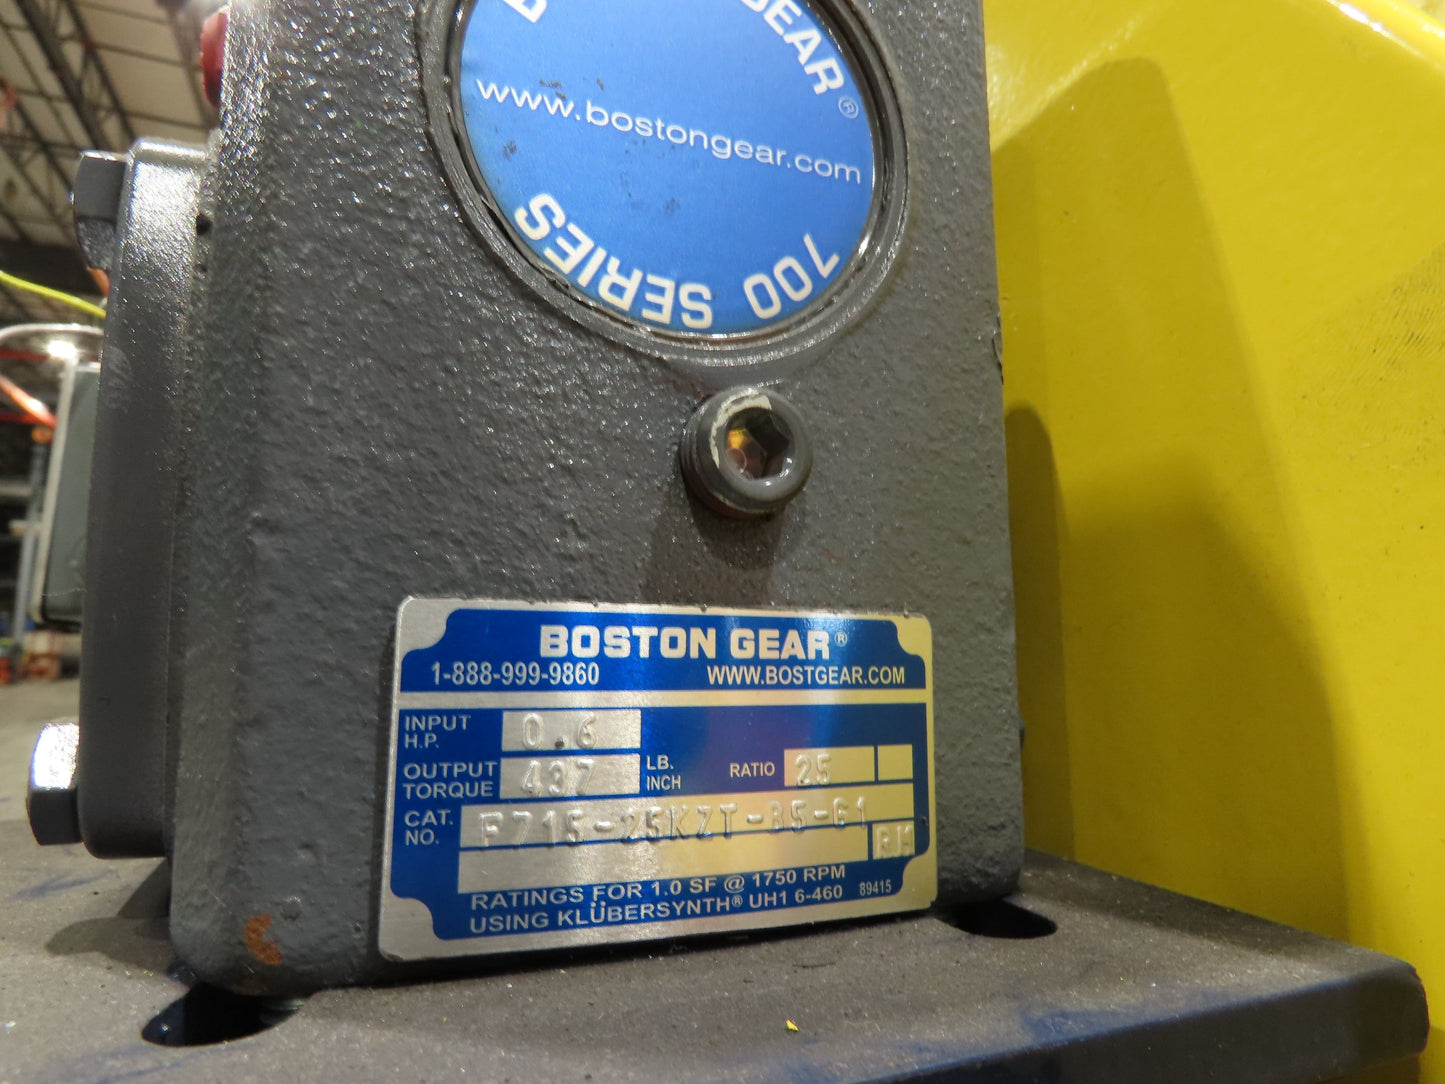 GEAR®
www.bostongear.com
700 SERIES
BOSTON GEAR®
1-888-999-9860 WWW.BOSTGEAR.COM
INPUT H.P. 0.6
OUTPUT TORQUE 437 LB. INCH RATIO 25
CAT. NO. F715-25KZT-B5-G1
RJM
RATINGS FOR 1.0 SF @ 1750 RPM
USING KLÜBERSYNTH® UH1 6-460 89415